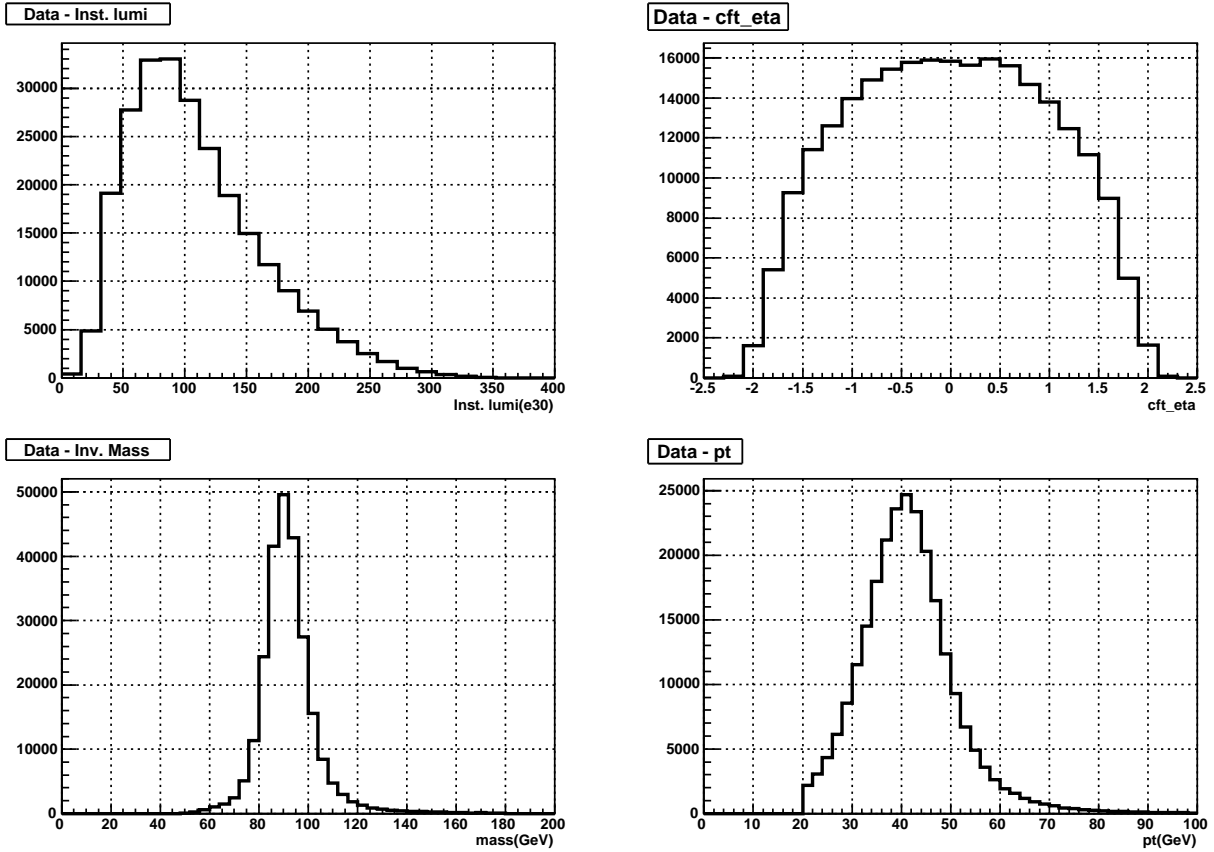 Data - Inst. lumi
30000
25000
20000
15000
10000
5000
0
0 50 100 150 200 250 300 350 400
Inst. lumi(e30)
Data - cft_eta
16000
14000
12000
10000
8000
6000
4000
2000
0
-2.5 -2 -1.5 -1 -0.5 0 0.5 1 1.5 2 2.5
cft_eta
Data - Inv. Mass
50000
40000
30000
20000
10000
0
0 20 40 60 80 100 120 140 160 180 200
mass(GeV)
Data - pt
25000
20000
15000
10000
5000
0
0 10 20 30 40 50 60 70 80 90 100
pt(GeV)